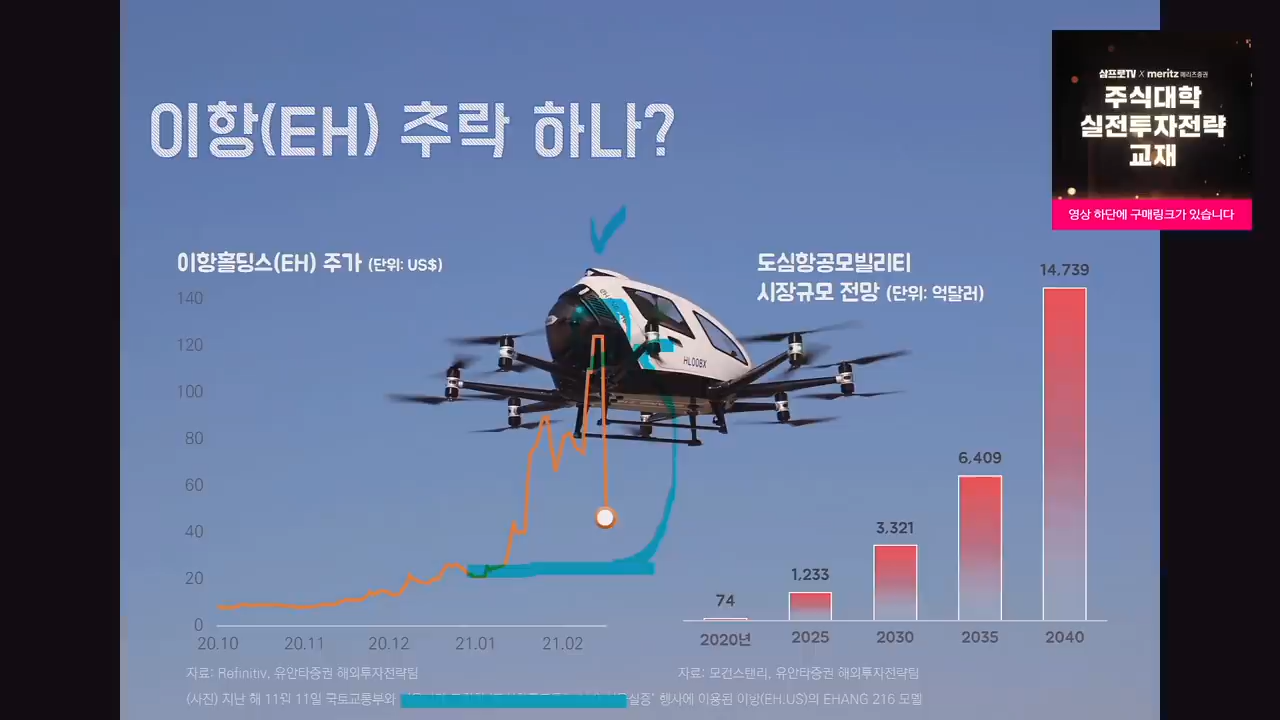 이항(EH) 추락 하나?
삼프로TV X meritz 메리츠증권
주식대학
실전투자전략
교재
영상 하단에 구매링크가 있습니다
이항홀딩스(EH) 주가 (단위: US$)
140
120
100
80
60
40
20
0
20.10 20.11 20.12 21.01 21.02
자료: Refinitiv, 유안타증권 해외투자전략팀
HL008X
도심항공모빌리티
시장규모 전망 (단위: 억달러)
74
1,233
3,321
6,409
14,739
2020년 2025 2030 2035 2040
자료: 모건스탠리, 유안타증권 해외투자전략팀
(사진) 지난 해 11월 11일 국토교통부와 실증' 행사에 이용된 이항(EH.US)의 EHANG 216 모델